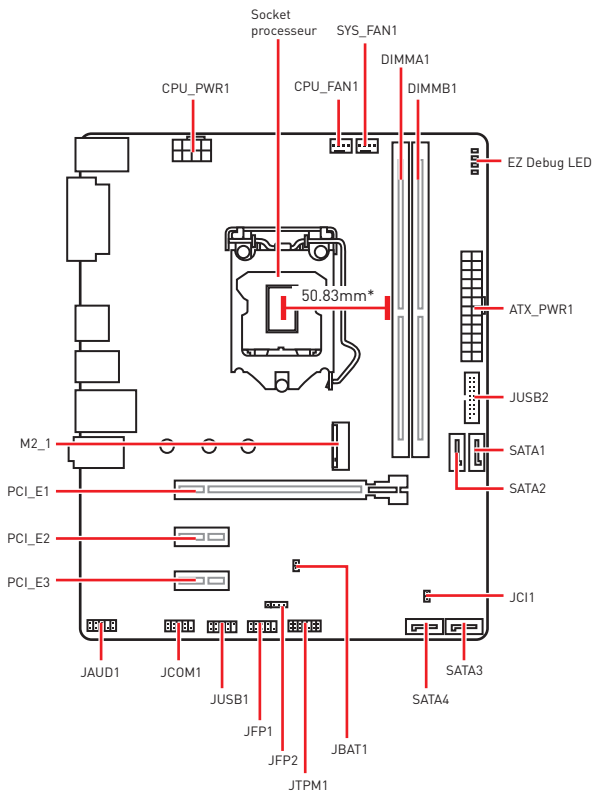 Socket
processeur
SYS_FAN1
DIMMA1
CPU_PWR1
CPU_FAN1
DIMMB1
EZ Debug LED
50.83mm*
ATX_PWR1
JUSB2
M2_1
SATA1
PCI_E1
SATA2
PCI_E2
PCI_E3
JCI1
JAUD1
JCOM1
SATA3
JUSB1
SATA4
JFP1
JBAT1
JFP2
JTPM1